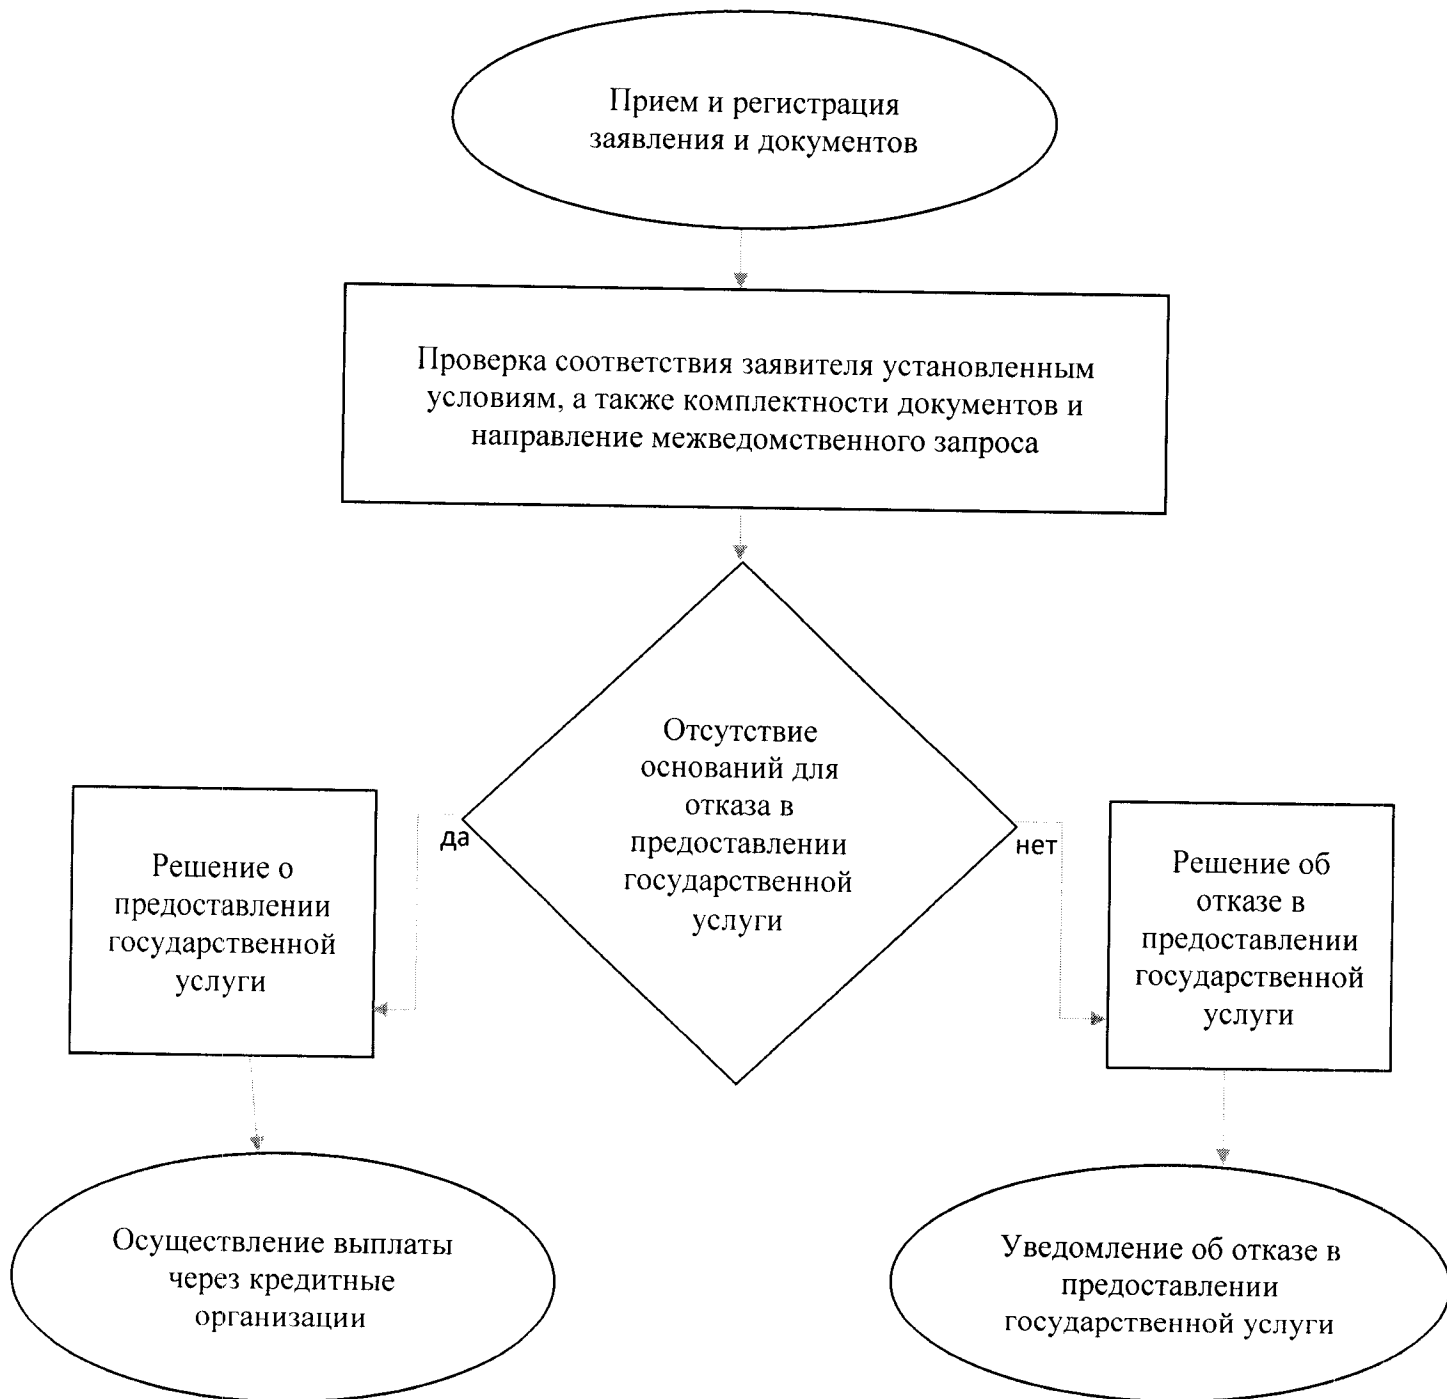 Прием и регистрация
заявления и документов
Проверка соответствия заявителя установленным
условиям, а также комплектности документов и
направление межведомственного запроса
Отсутствие
оснований для
отказа в
предоставлении
государственной
услуги
да
нет
Решение о
предоставлении
государственной
услуги
Решение об
отказе в
предоставлении
государственной
услуги
Осуществление выплаты
через кредитные
организации
Уведомление об отказе в
предоставлении
государственной услуги